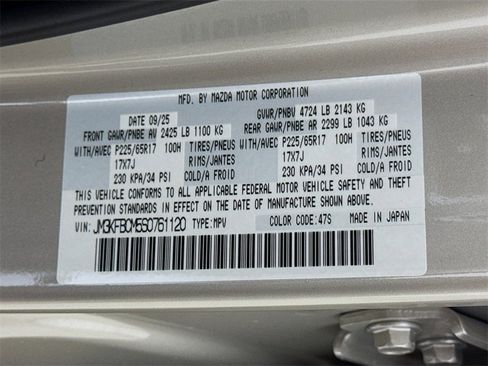 MFD. BY MAZDA MOTOR CORPORATION
DATE 09/25 GVWR/PNBV 4724 LB 2143 KG
FRONT GAWR/PNBE AV 2425 LB 1100 KG REAR GAWR/PNBE AR 2299 LB 1043 KG
WITH/AVEC P225/65R17 100H TIRES/PNEUS WITH/AVEC P225/65R17 100H TIRES/PNEUS
17X7J RIMS/JANTES 17X7J RIMS/JANTES
230 KPA/34 PSI COLD/A FROID 230 KPA/34 PSI COLD/A FROID
THIS VEHICLE CONFORMS TO ALL APPLICABLE FEDERAL MOTOR VEHICLE SAFETY AND THEFT
PREVENTION STANDARDS IN EFFECT ON THE DATE OF MANUFACTURE SHOWN ABOVE.
VIN: JM3KFBCM5S0761120 TYPE:MPV COLOR CODE:47S MADE IN JAPAN